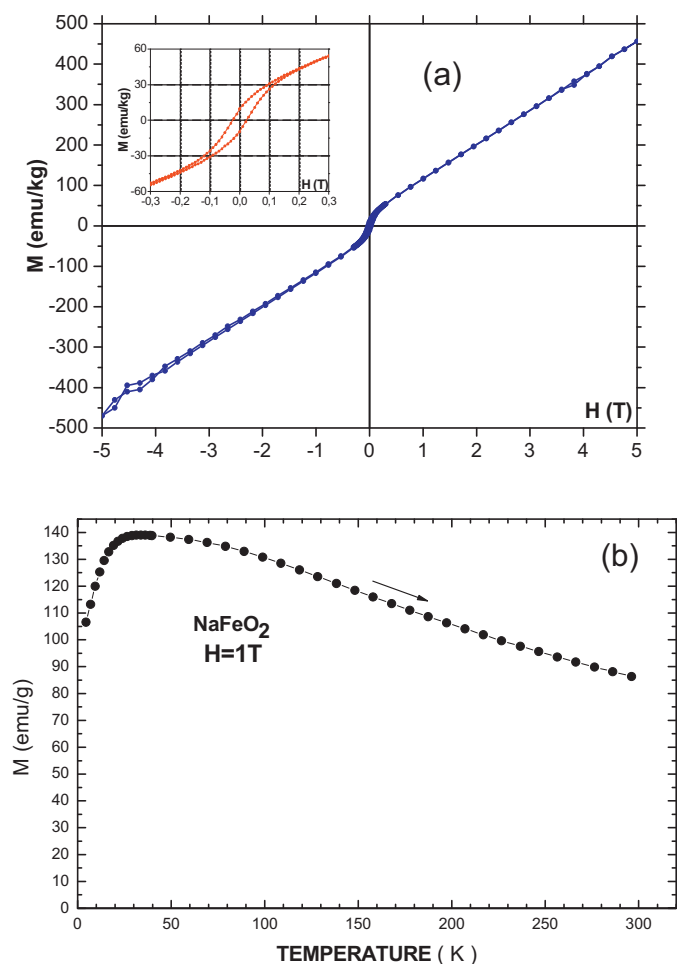 500
400
300
200
100
0
-100
-200
-300
-400
-500
M (emu/kg)
(a)
60
30
0
-30
-60
M (emu/kg)
H (T)
-0,3 -0,2 -0,1 0,0 0,1 0,2 0,3
H (T)
-5 -4 -3 -2 -1 0 1 2 3 4 5
140
130
120
110
100
90
80
70
60
50
40
30
20
10
0
M (emu/g)
(b)
NaFeO2
H=1T
0 50 100 150 200 250 300
TEMPERATURE ( K )